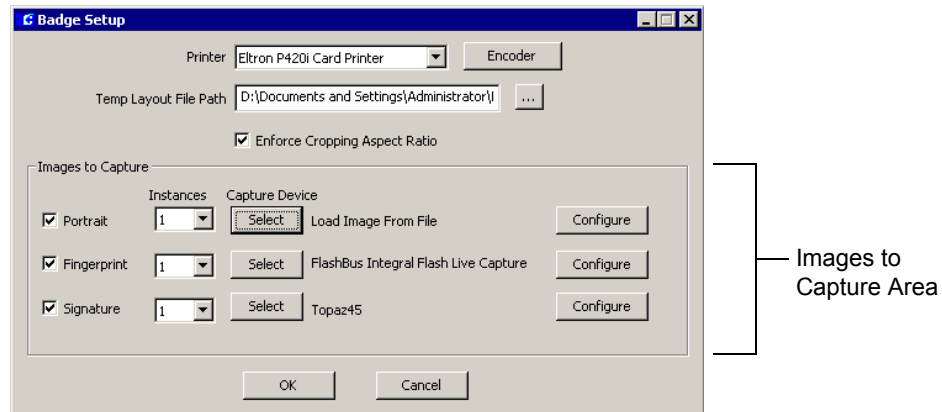 Badge Setup
Printer Eltron P420i Card Printer Encoder
Temp Layout File Path D:\Documents and Settings\Administrator\I ...
Enforce Cropping Aspect Ratio
Images to Capture
Instances Capture Device
Portrait 1 Select Load Image From File Configure
Fingerprint 1 Select FlashBus Integral Flash Live Capture Configure
Signature 1 Select Topaz45 Configure
OK Cancel
Images to
Capture Area